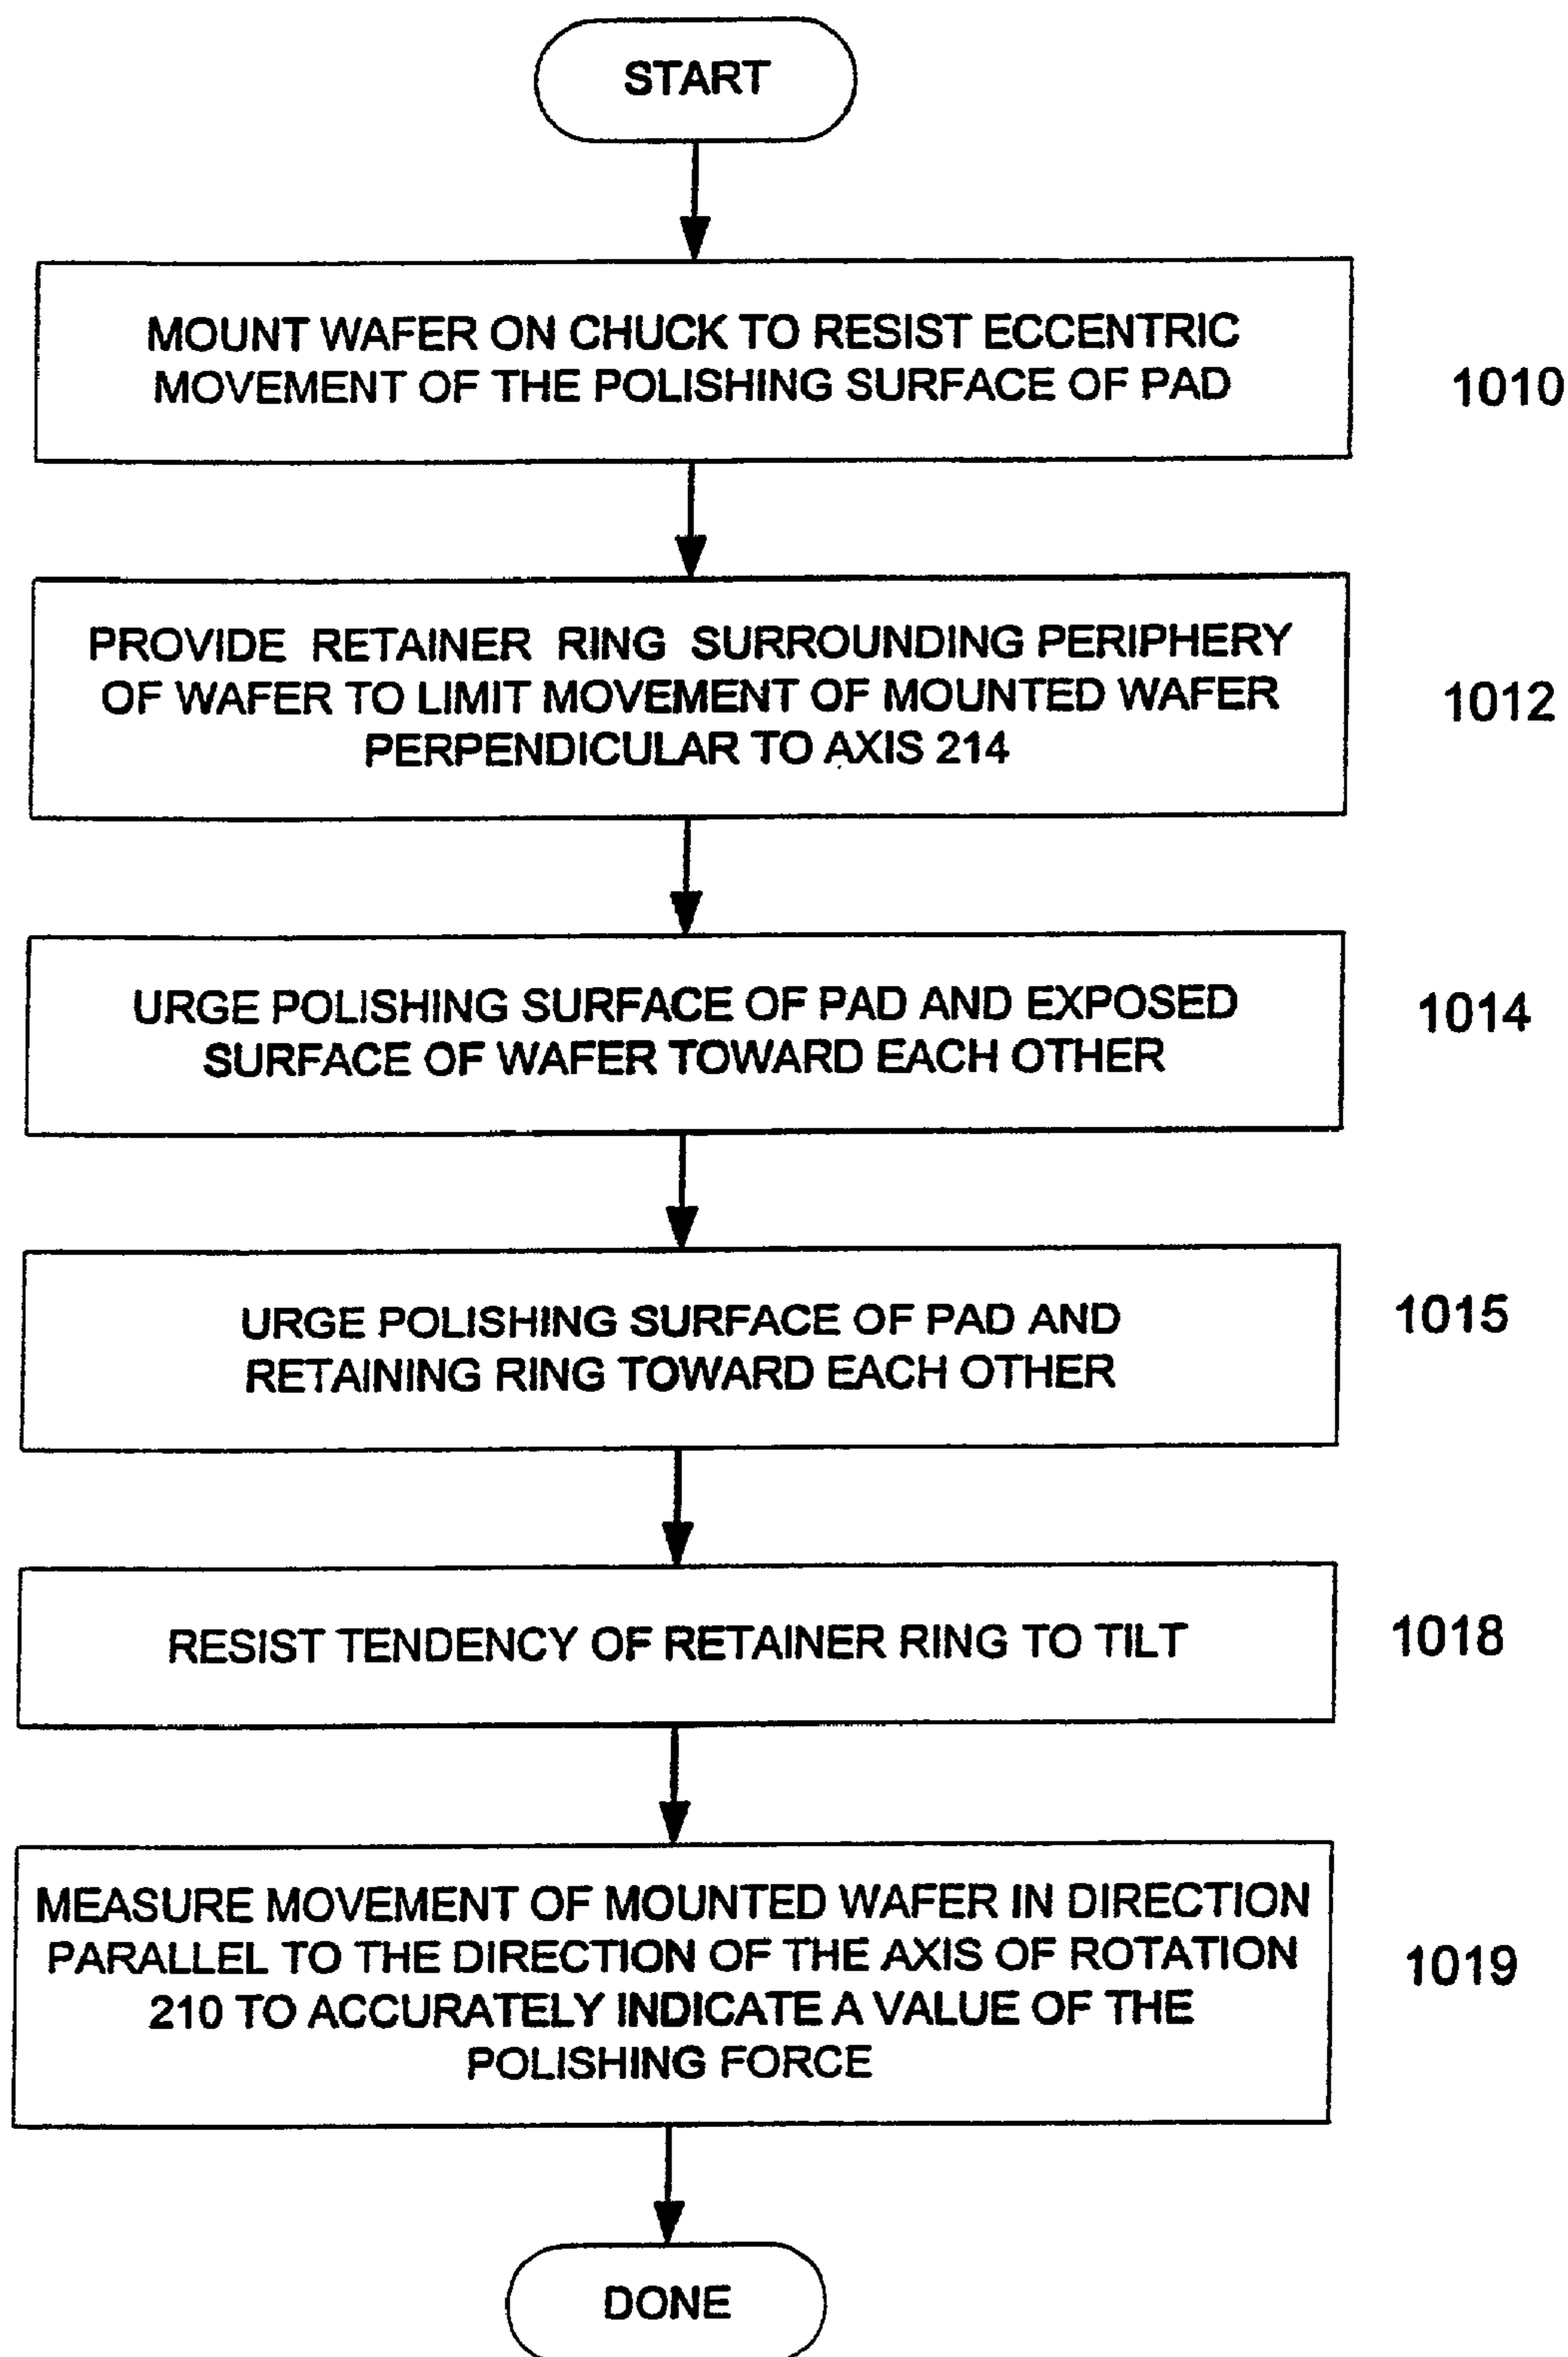 START
MOUNT WAFER ON CHUCK TO RESIST ECCENTRIC
MOVEMENT OF THE POLISHING SURFACE OF PAD
1010
PROVIDE RETAINER RING SURROUNDING PERIPHERY
OF WAFER TO LIMIT MOVEMENT OF MOUNTED WAFER
PERPENDICULAR TO AXIS 214
1012
URGE POLISHING SURFACE OF PAD AND EXPOSED
SURFACE OF WAFER TOWARD EACH OTHER
1014
URGE POLISHING SURFACE OF PAD AND
RETAINING RING TOWARD EACH OTHER
1015
RESIST TENDENCY OF RETAINER RING TO TILT
1018
MEASURE MOVEMENT OF MOUNTED WAFER IN DIRECTION
PARALLEL TO THE DIRECTION OF THE AXIS OF ROTATION
210 TO ACCURATELY INDICATE A VALUE OF THE
POLISHING FORCE
1019
DONE